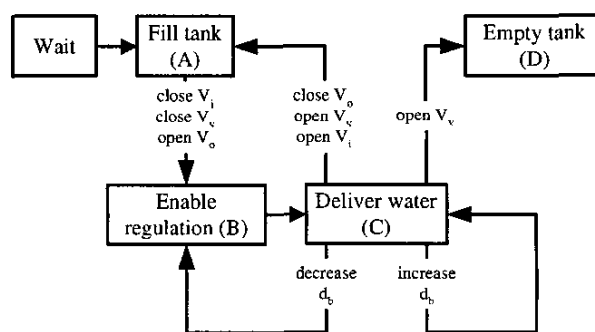 Wait
Fill tank
(A)
Empty tank
(D)
close V_i
close V_v
open V_o
close V_o
open V_v
open V_i
open V_v
Enable
regulation (B)
Deliver water
(C)
decrease
d_b
increase
d_b